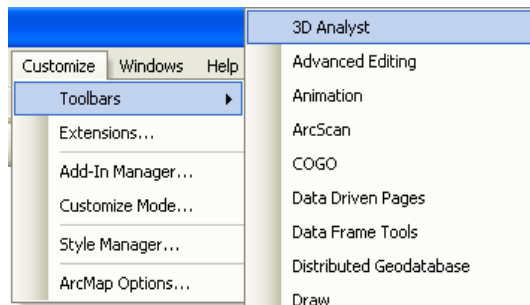 Customize Windows Help
Toolbars
Extensions...
Add-In Manager...
Customize Mode...
Style Manager...
ArcMap Options...
3D Analyst
Advanced Editing
Animation
ArcScan
COGO
Data Driven Pages
Data Frame Tools
Distributed Geodatabase
Draw